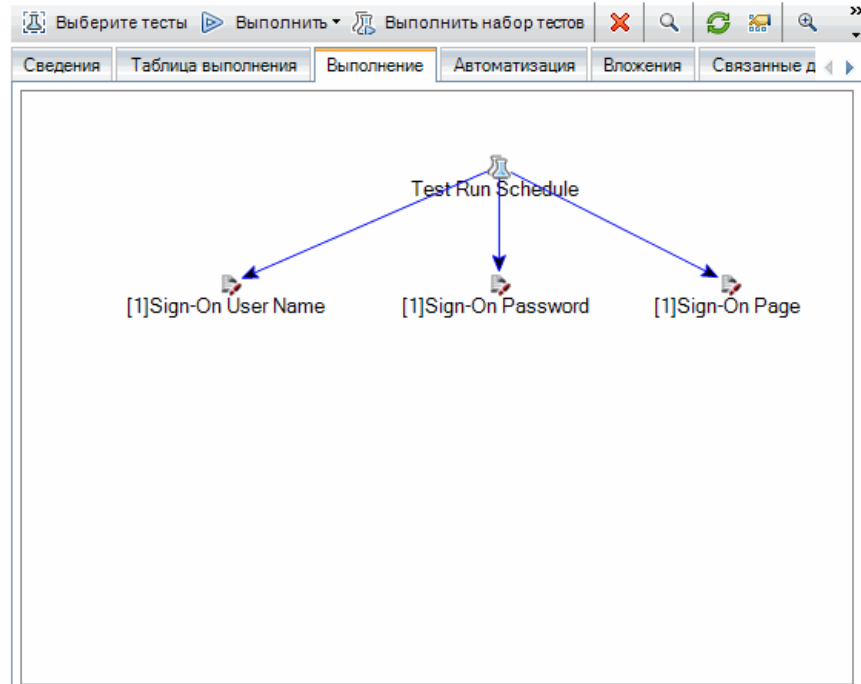 Выберите тесты Выполнить Выполнить набор тестов
Сведения Таблица выполнения Выполнение Автоматизация Вложения Связанные д
Test Run Schedule
[1]Sign-On User Name [1]Sign-On Password [1]Sign-On Page